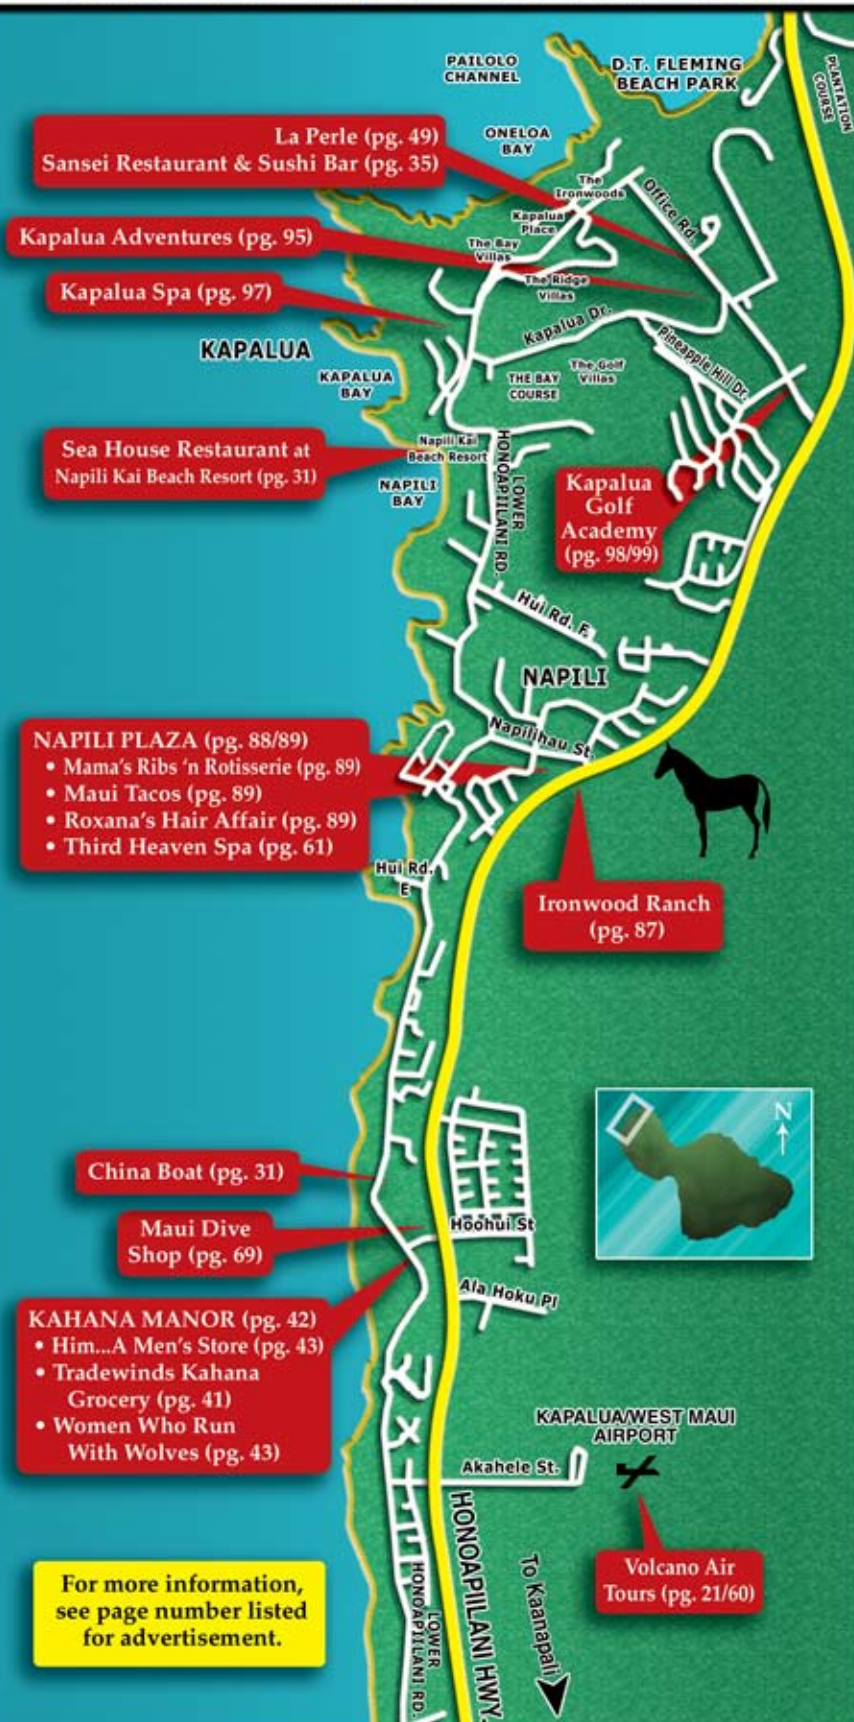 PAILOLO
CHANNEL
D.T. FLEMING
BEACH PARK
PLANTATION
COURSE
La Perle (pg. 49)
Sansei Restaurant & Sushi Bar (pg. 35)
ONELOA
BAY
The
Ironwoods
Office Rd.
Kapalua
Place
Kapalua Adventures (pg. 95)
The Bay
Villas
The Ridge
Villas
Kapalua Spa (pg. 97)
Kapalua Dr.
Pineapple Hill Dr.
KAPALUA
KAPALUA
BAY
THE BAY
COURSE
The Golf
Villas
Sea House Restaurant at
Napili Kai Beach Resort (pg. 31)
Napili Kai
Beach Resort
NAPILI
BAY
LOWER
HONOAPIILANI RD.
Kapalua
Golf
Academy
(pg. 98/99)
Hui Rd. F.
NAPILI
Napilihau St.
NAPILI PLAZA (pg. 88/89)
• Mama's Ribs 'n Rotisserie (pg. 89)
• Maui Tacos (pg. 89)
• Roxana's Hair Affair (pg. 89)
• Third Heaven Spa (pg. 61)
Hui Rd.
E
Ironwood Ranch
(pg. 87)
N
China Boat (pg. 31)
Maui Dive
Shop (pg. 69)
Hoohui St
Ala Hoku Pl
KAHANA MANOR (pg. 42)
• Him...A Men's Store (pg. 43)
• Tradewinds Kahana
Grocery (pg. 41)
• Women Who Run
With Wolves (pg. 43)
KAPALUA/WEST MAUI
AIRPORT
Akahele St.
Volcano Air
Tours (pg. 21/60)
For more information,
see page number listed
for advertisement.
LOWER
HONOAPIILANI RD.
HONOAPIILANI HWY.
To Kaanapali